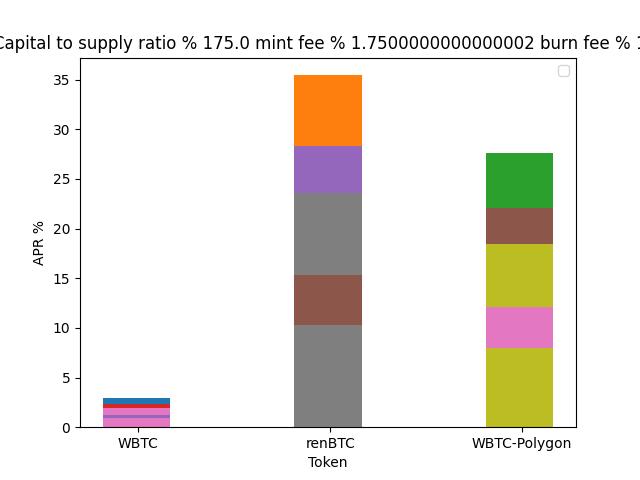 Capital to supply ratio % 175.0 mint fee % 1.7500000000000002 burn fee %
35
30
25
20
15
10
5
0
APR %
WBTC renBTC WBTC-Polygon
Token